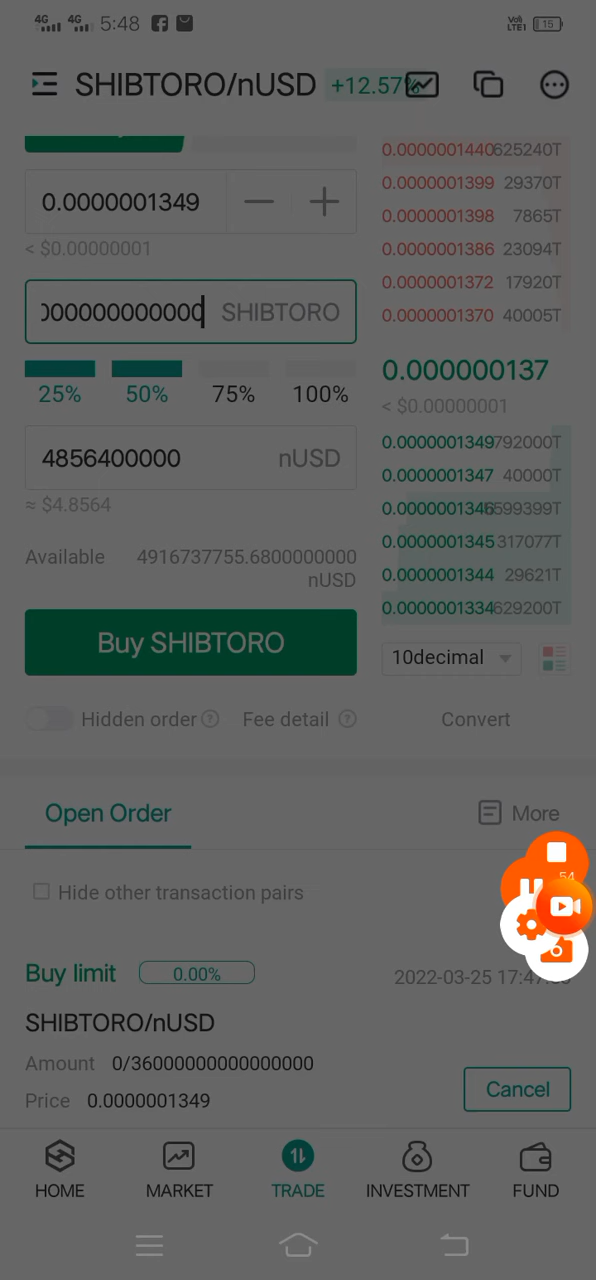 4G 4G 5:48 Vo) LTE1 15
SHIBTORO/nUSD +12.57%
0.0000001440 625240T
0.0000001349
0.0000001399 29370T
0.0000001398 7865T
< $0.00000001
0.0000001386 23094T
0.0000001372 17920T
000000000000 SHIBTORO
0.0000001370 40005T
25% 50% 75% 100%
0.000000137
< $0.00000001
4856400000 nUSD
≈ $4.8564
0.0000001349 792000T
0.0000001347 40000T
0.0000001346 6599399T
0.0000001345 317077T
0.0000001344 29621T
0.0000001334 629200T
Available 4916737755.6800000000
nUSD
Buy SHIBTORO
10decimal
Hidden order ? Fee detail ? Convert
Open Order More
54
Hide other transaction pairs
Buy limit 0.00% 2022-03-25 17:47
SHIBTORO/nUSD
Amount 0/36000000000000000
Price 0.0000001349
Cancel
HOME MARKET TRADE INVESTMENT FUND